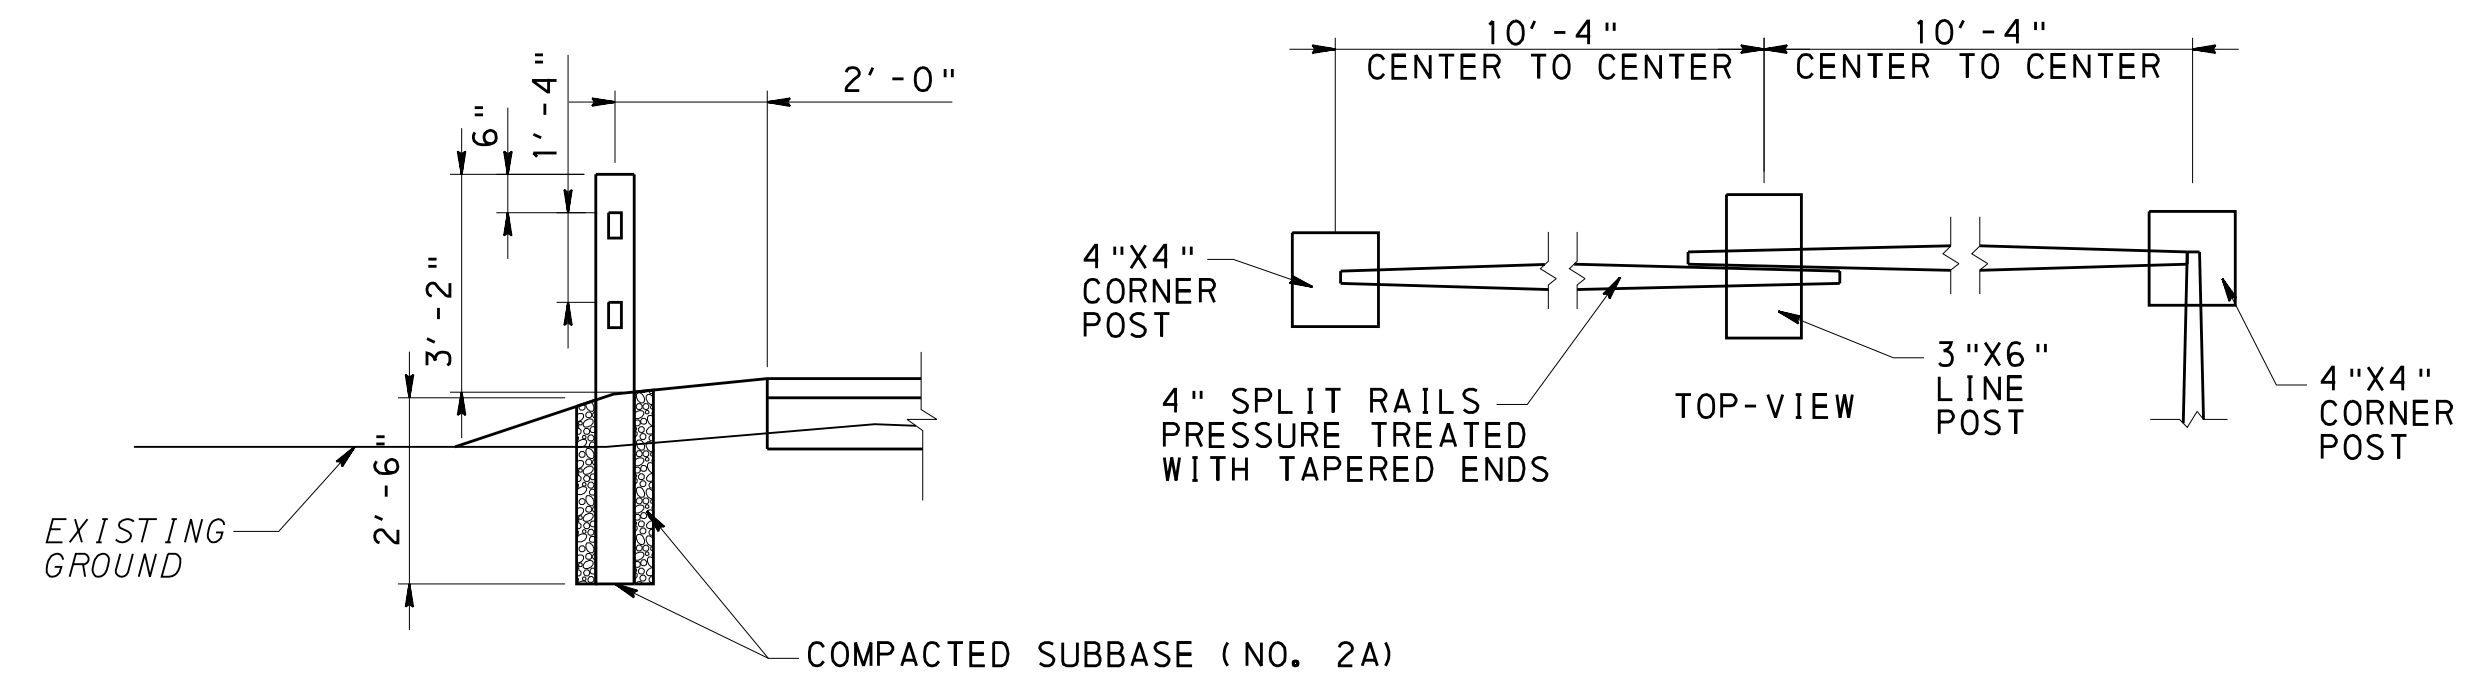 2'-0"
1'-4"
6"
3'-2"
2'-6"
EXISTING
GROUND
COMPACTED SUBBASE (NO. 2A)
10'-4"
CENTER TO CENTER
10'-4"
CENTER TO CENTER
4"X4"
CORNER
POST
4" SPLIT RAILS
PRESSURE TREATED
WITH TAPERED ENDS
TOP-VIEW
3"X6"
LINE
POST
4"X4"
CORNER
POST